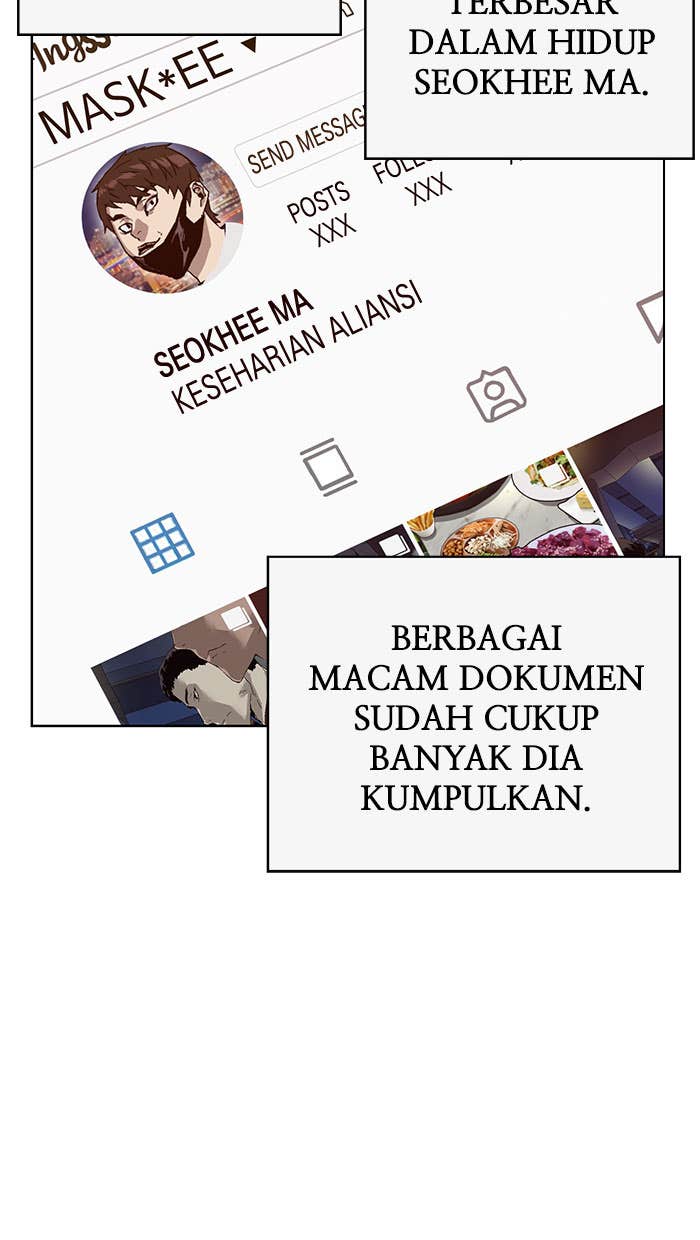 TERBESAR
DALAM HIDUP
SEOKHEE MA.
MASK*EE
SEND MESSAGE
POSTS
XXX
XXX
SEOKHEE MA
KESEHARIAN ALIANSI
BERBAGAI
MACAM DOKUMEN
SUDAH CUKUP
BANYAK DIA
KUMPULKAN.